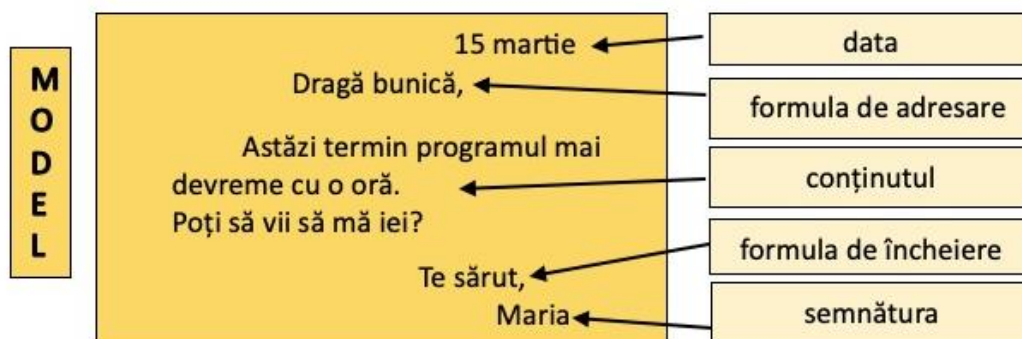 MODEL
15 martie
Dragă bunică,
Astăzi termin programul mai
devreme cu o oră.
Poți să vii să mă iei?
Te sărut,
Maria
data
formula de adresare
conținutul
formula de încheiere
semnătura